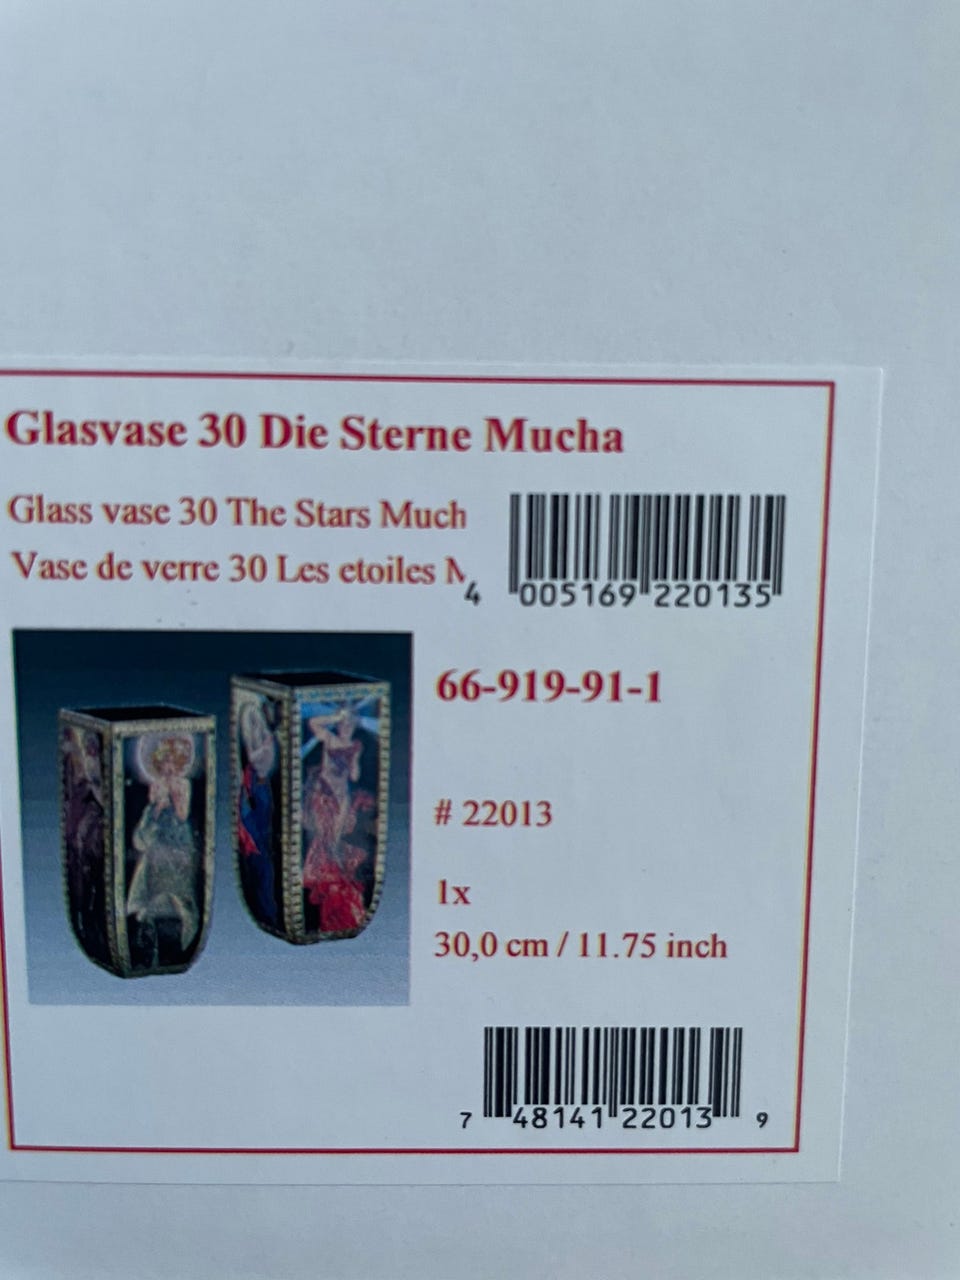 Glasvase 30 Die Sterne Mucha
Glass vase 30 The Stars Much
Vase de verre 30 Les etoiles M
4 005169 220135
66-919-91-1
# 22013
1x
30,0 cm / 11.75 inch
7 48141 22013 9